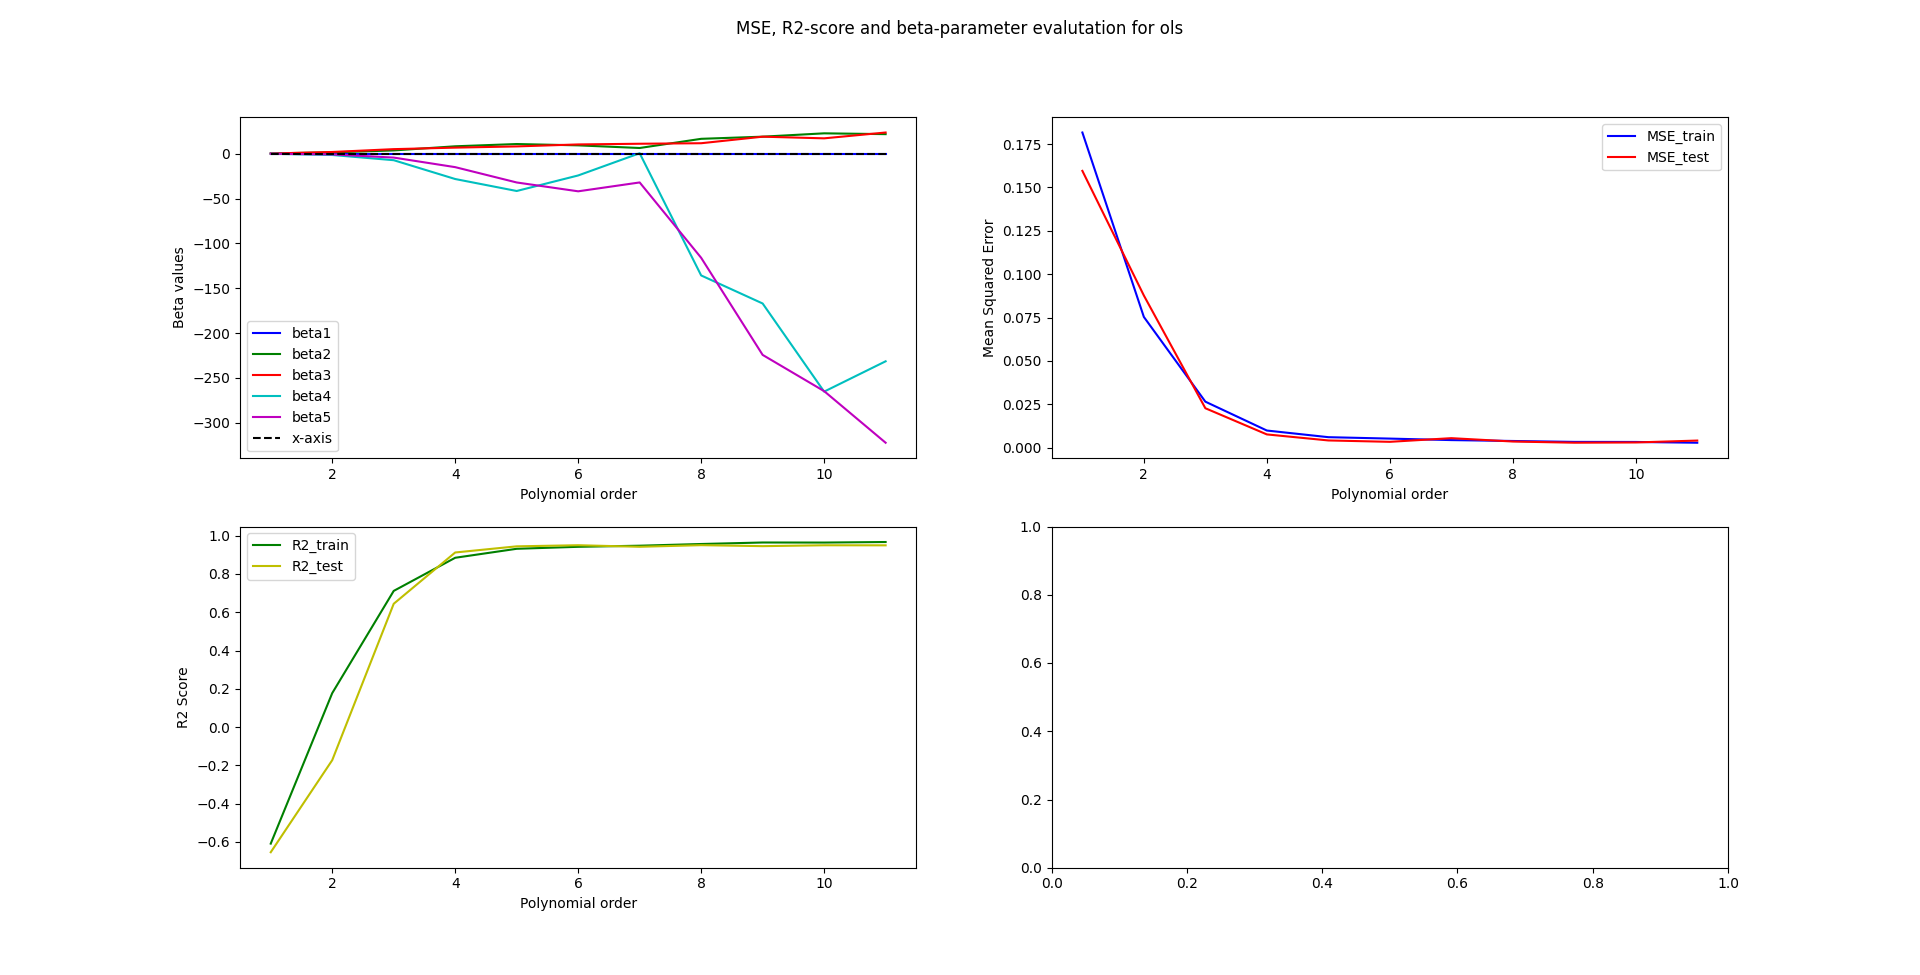 MSE, R2-score and beta-parameter evalutation for ols
Beta values
0
−50
−100
−150
−200
−250
−300
beta1
beta2
beta3
beta4
beta5
x-axis
2 4 6 8 10
Polynomial order
Mean Squared Error
0.175
0.150
0.125
0.100
0.075
0.050
0.025
0.000
MSE_train
MSE_test
2 4 6 8 10
Polynomial order
R2 Score
1.0
0.8
0.6
0.4
0.2
0.0
−0.2
−0.4
−0.6
R2_train
R2_test
2 4 6 8 10
Polynomial order
1.0
0.8
0.6
0.4
0.2
0.0
0.0 0.2 0.4 0.6 0.8 1.0